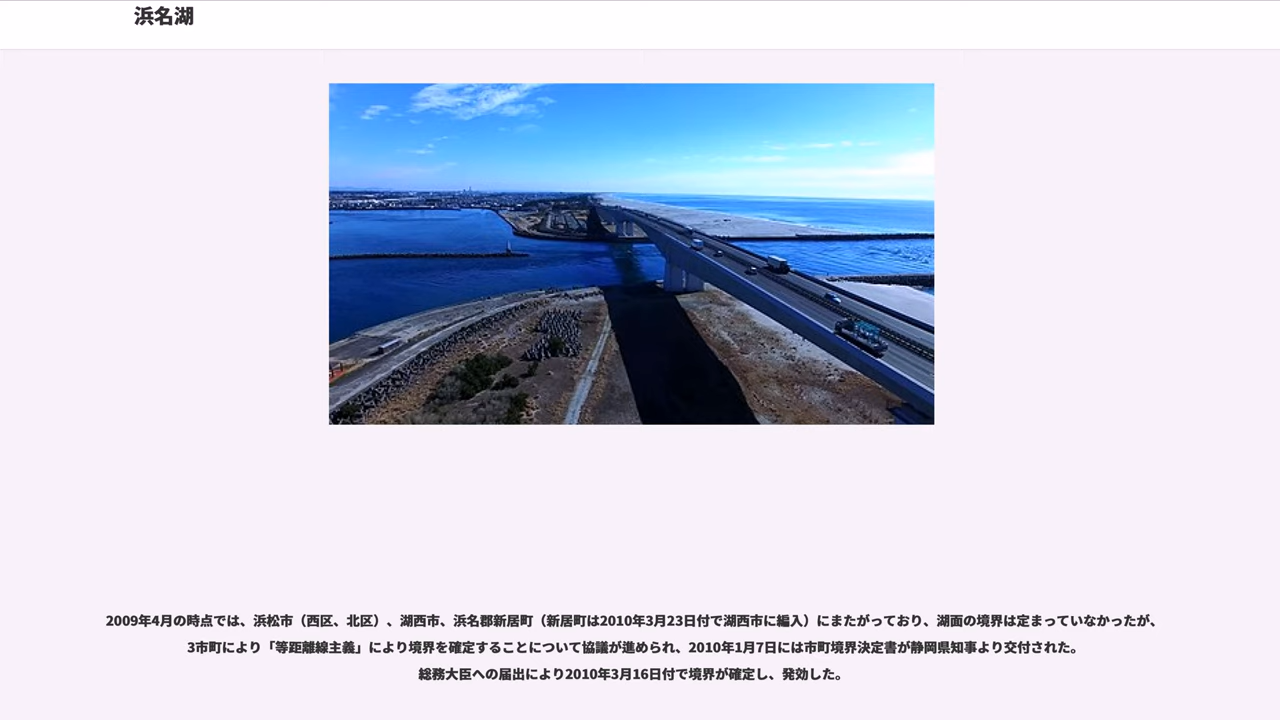 浜名湖
2009年4月の時点では、浜松市（西区、北区）、湖西市、浜名郡新居町（新居町は2010年3月23日付で湖西市に編入）にまたがっており、湖面の境界は定まっていなかったが、
3市町により「等距離線主義」により境界を確定することについて協議が進められ、2010年1月7日には市町境界決定書が静岡県知事より交付された。
総務大臣への届出により2010年3月16日付で境界が確定し、発効した。